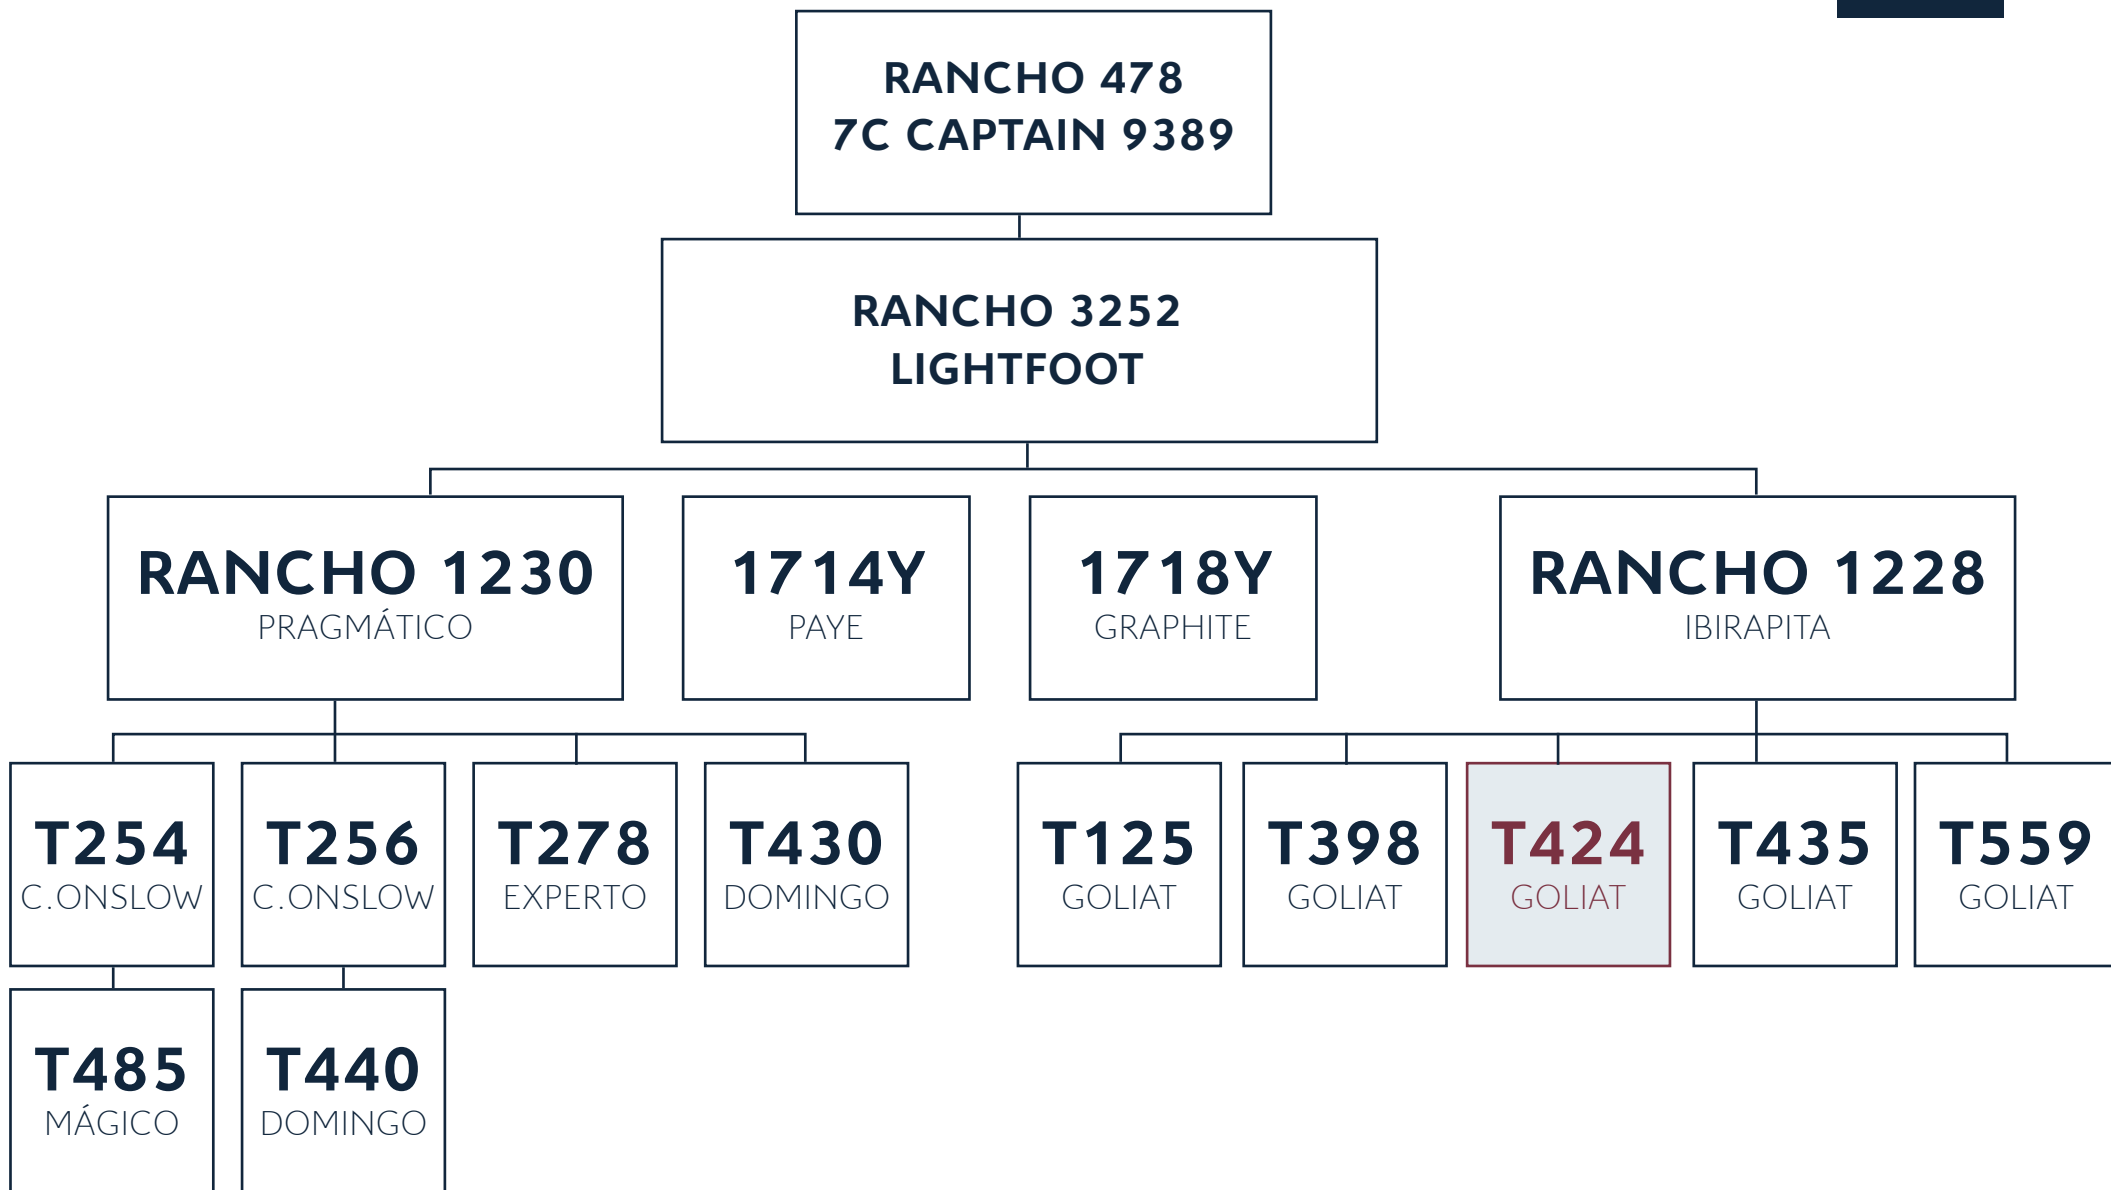 RANCHO 478
7C CAPTAIN 9389
RANCHO 3252
LIGHTFOOT
RANCHO 1230
PRAGMÁTICO
1714Y
PAYE
1718Y
GRAPHITE
RANCHO 1228
IBIRAPITA
T254
C.ONSLOW
T256
C.ONSLOW
T278
EXPERTO
T430
DOMINGO
T125
GOLIAT
T398
GOLIAT
T424
GOLIAT
T435
GOLIAT
T559
GOLIAT
T485
MÁGICO
T440
DOMINGO